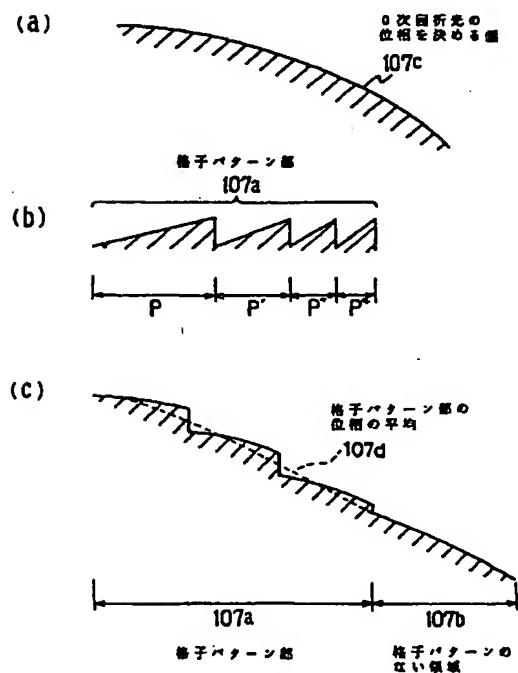 (a)
0次回折光の
位相を決める面
107c
格子パターン部
107a
(b)
P P' P" P"'
(c)
格子パターン部の
位相の平均
107d
107a 107b
格子パターン部
格子パターンの
ない領域